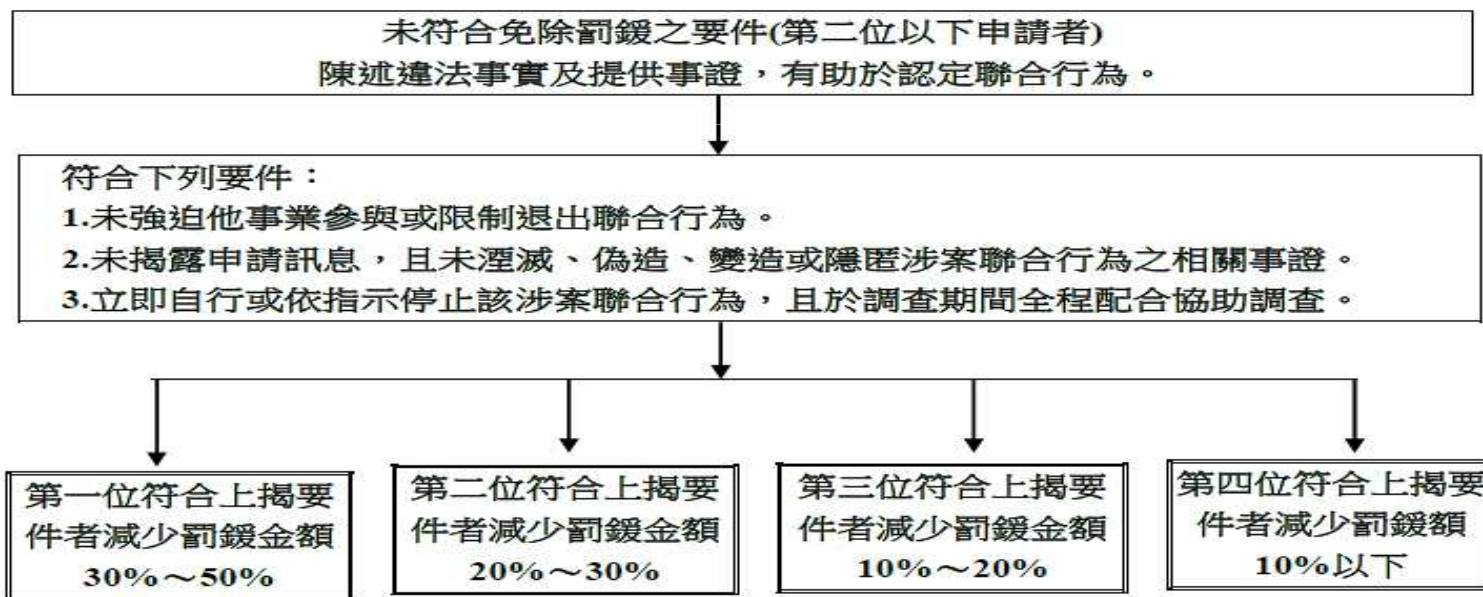 未符合免除罰鍰之要件(第二位以下申請者)
陳述違法事實及提供事證，有助於認定聯合行為。
符合下列要件：
1.未強迫他事業參與或限制退出聯合行為。
2.未揭露申請訊息，且未湮滅、偽造、變造或隱匿涉案聯合行為之相關事證。
3.立即自行或依指示停止該涉案聯合行為，且於調查期間全程配合協助調查。
第一位符合上揭要
件者減少罰鍰金額
30%～50%
第二位符合上揭要
件者減少罰鍰金額
20%～30%
第三位符合上揭要
件者減少罰鍰金額
10%～20%
第四位符合上揭要
件者減少罰鍰額
10%以下